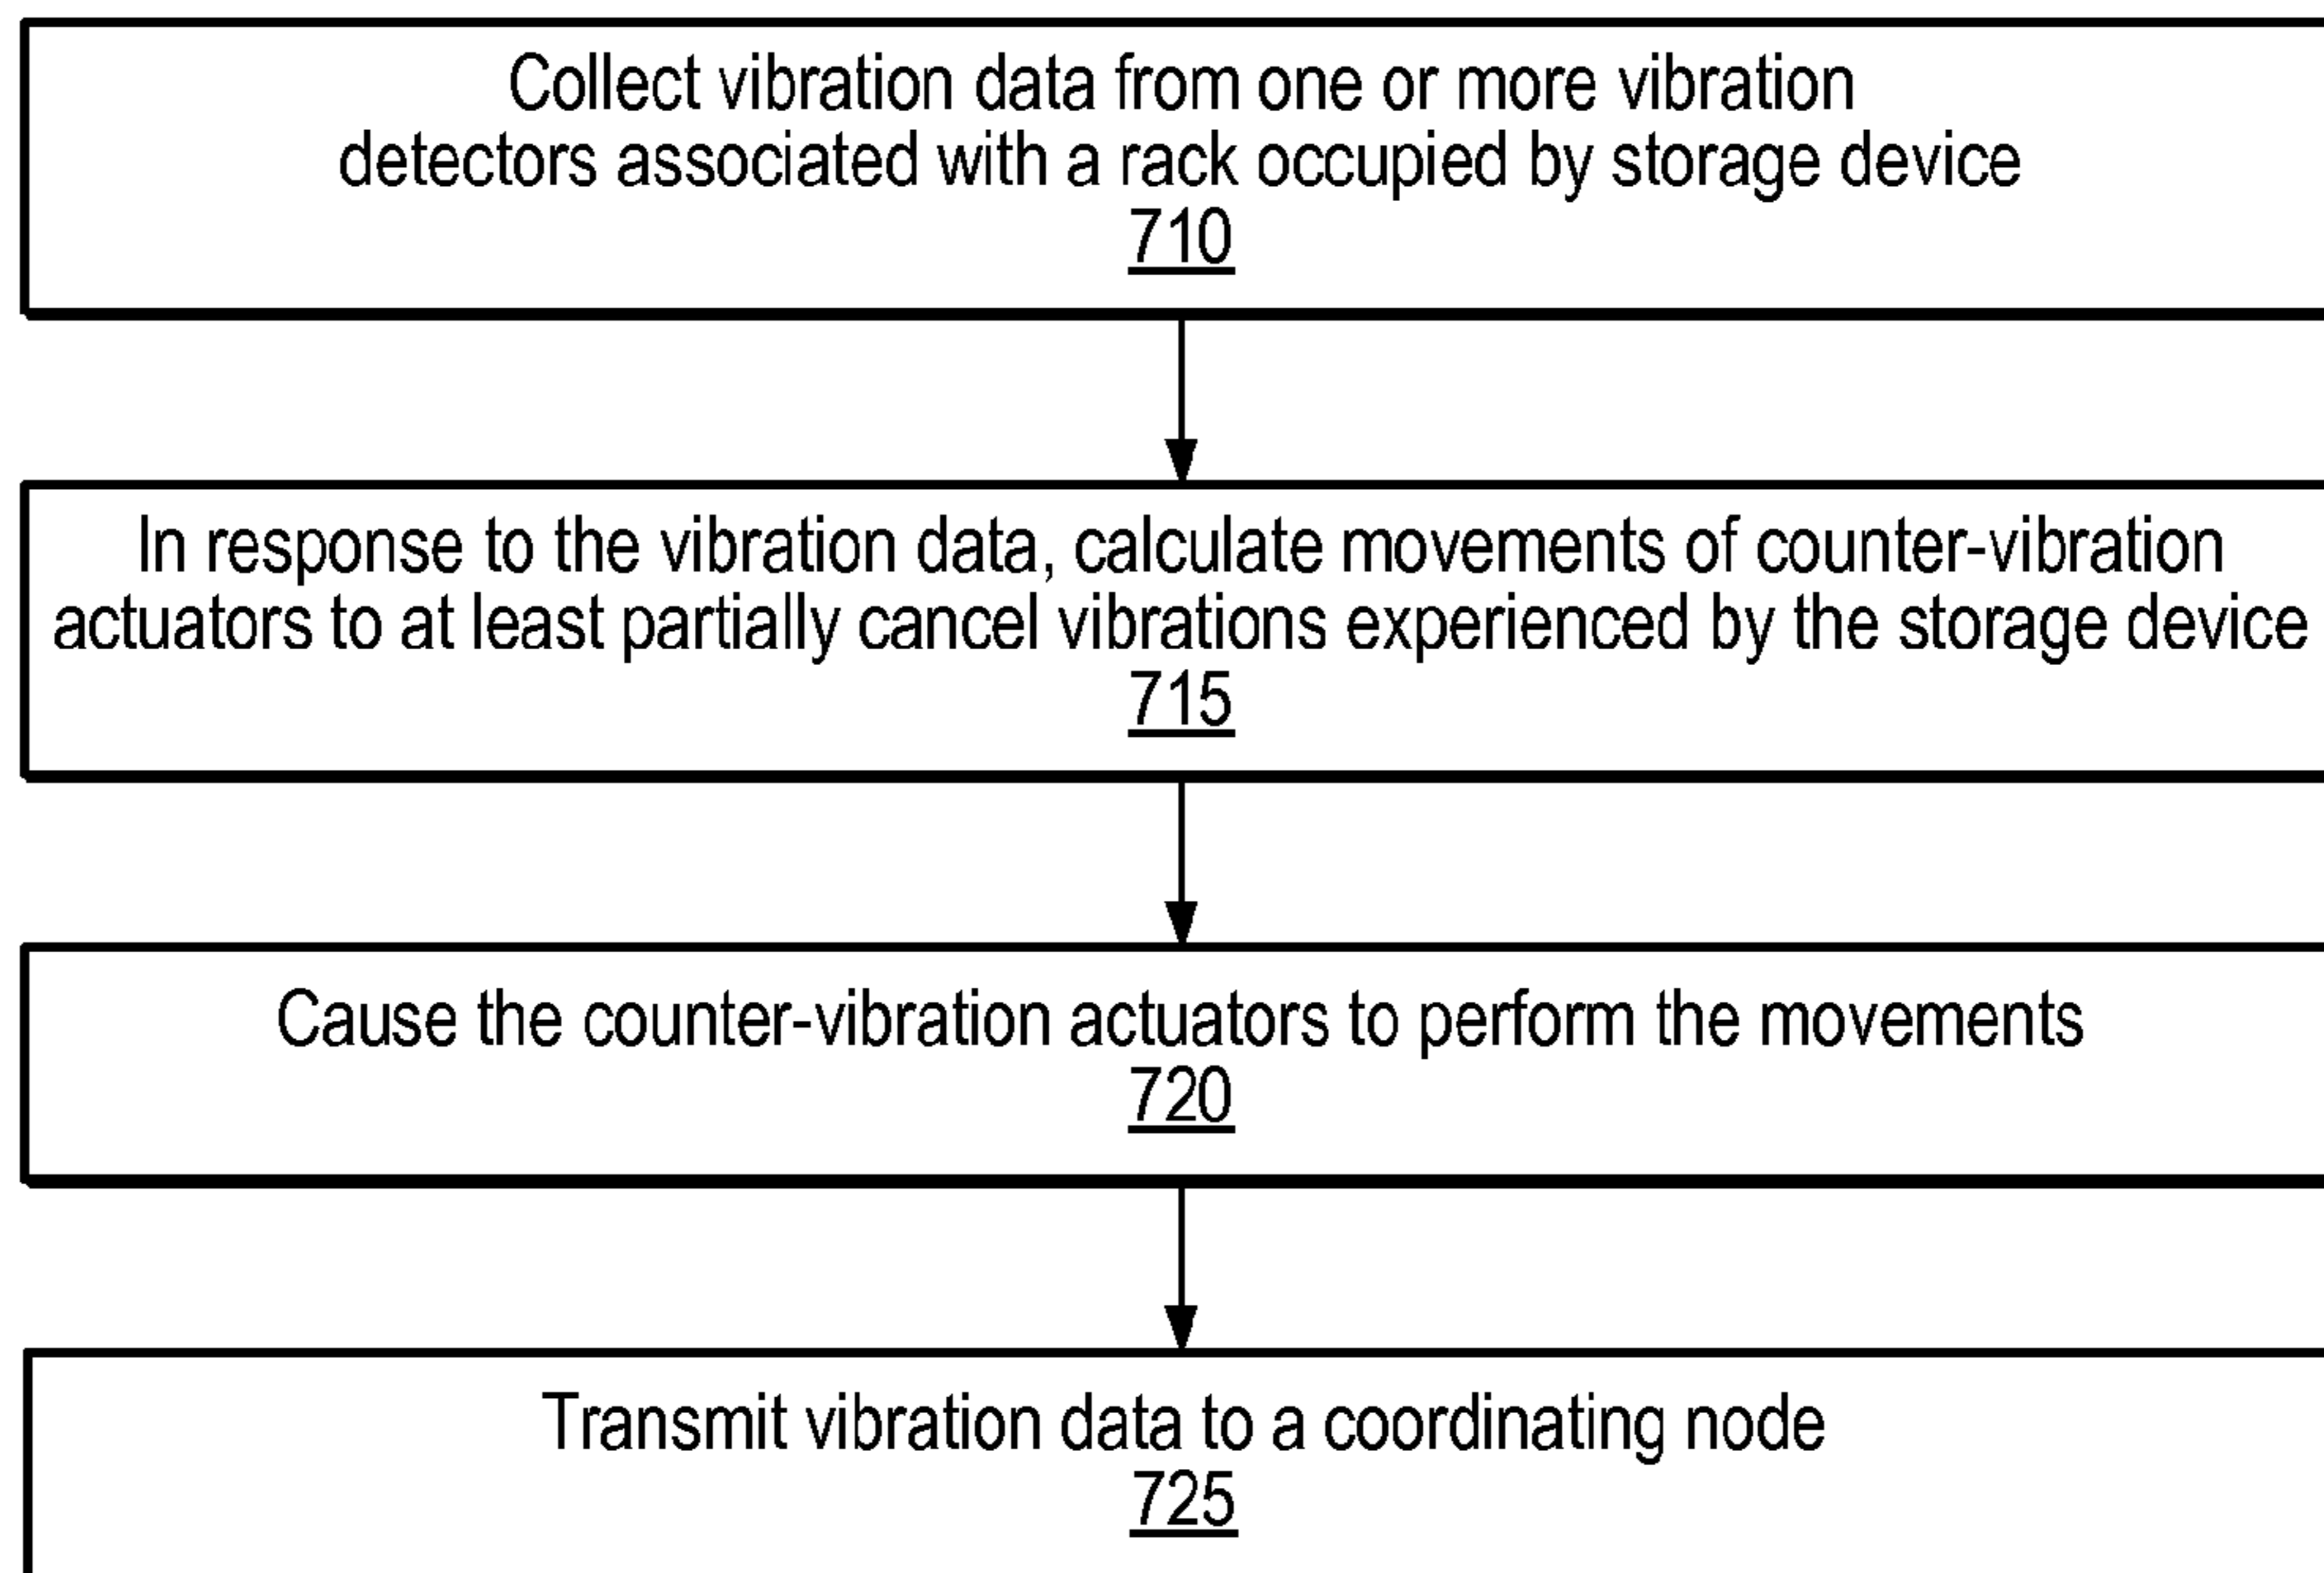 Collect vibration data from one or more vibration
detectors associated with a rack occupied by storage device
710
In response to the vibration data, calculate movements of counter-vibration
actuators to at least partially cancel vibrations experienced by the storage device
715
Cause the counter-vibration actuators to perform the movements
720
Transmit vibration data to a coordinating node
725